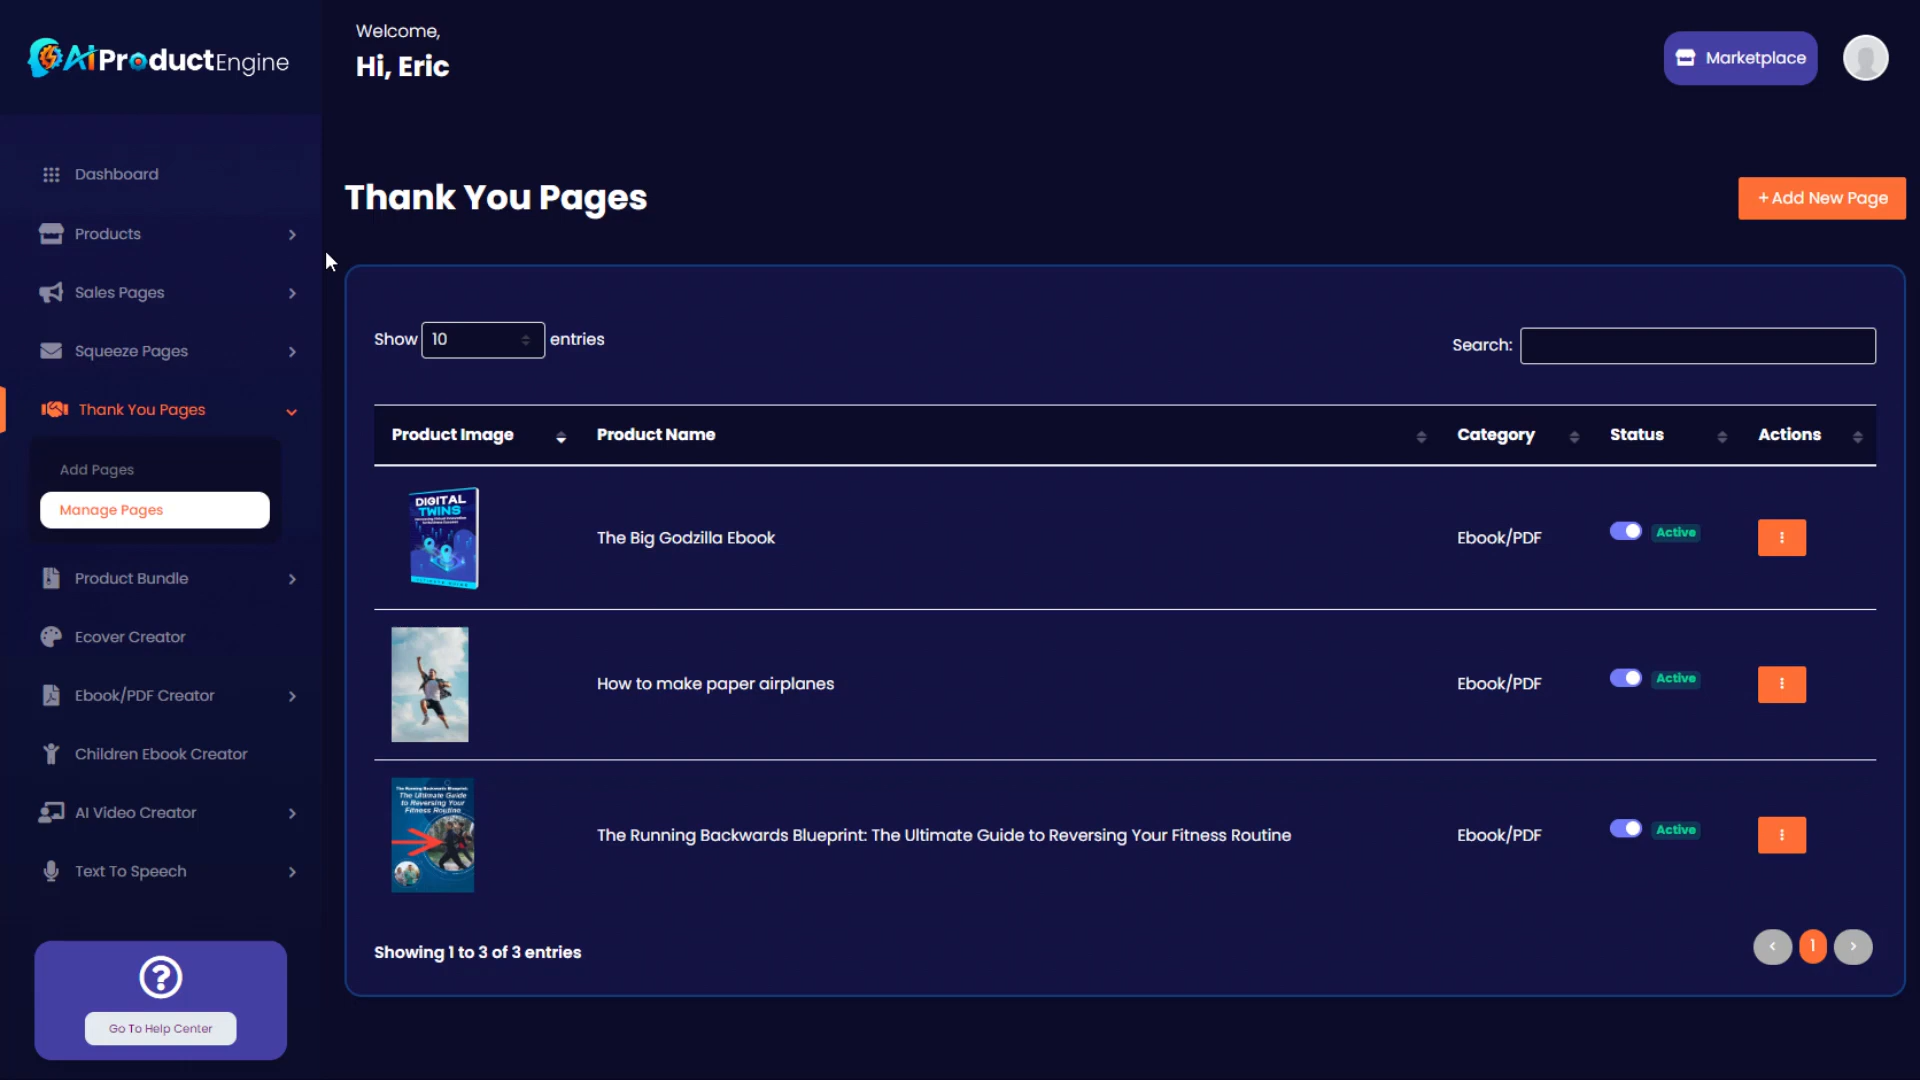 AiProductEngine
Welcome,
Hi, Eric
Marketplace
Dashboard
Products
Sales Pages
Squeeze Pages
Thank You Pages
Add Pages
Manage Pages
Product Bundle
Ecover Creator
Ebook/PDF Creator
Children Ebook Creator
AI Video Creator
Text To Speech
Go To Help Center
Thank You Pages
+ Add New Page
Show 10 entries
Search:
Product Image Product Name Category Status Actions
DIGITAL
TWINS
The Big Godzilla Ebook Ebook/PDF Active
How to make paper airplanes Ebook/PDF Active
The Running Backwards Blueprint:
The Ultimate Guide
to Reversing Your
Fitness Routine
The Running Backwards Blueprint: The Ultimate Guide to Reversing Your Fitness Routine Ebook/PDF Active
Showing 1 to 3 of 3 entries
1